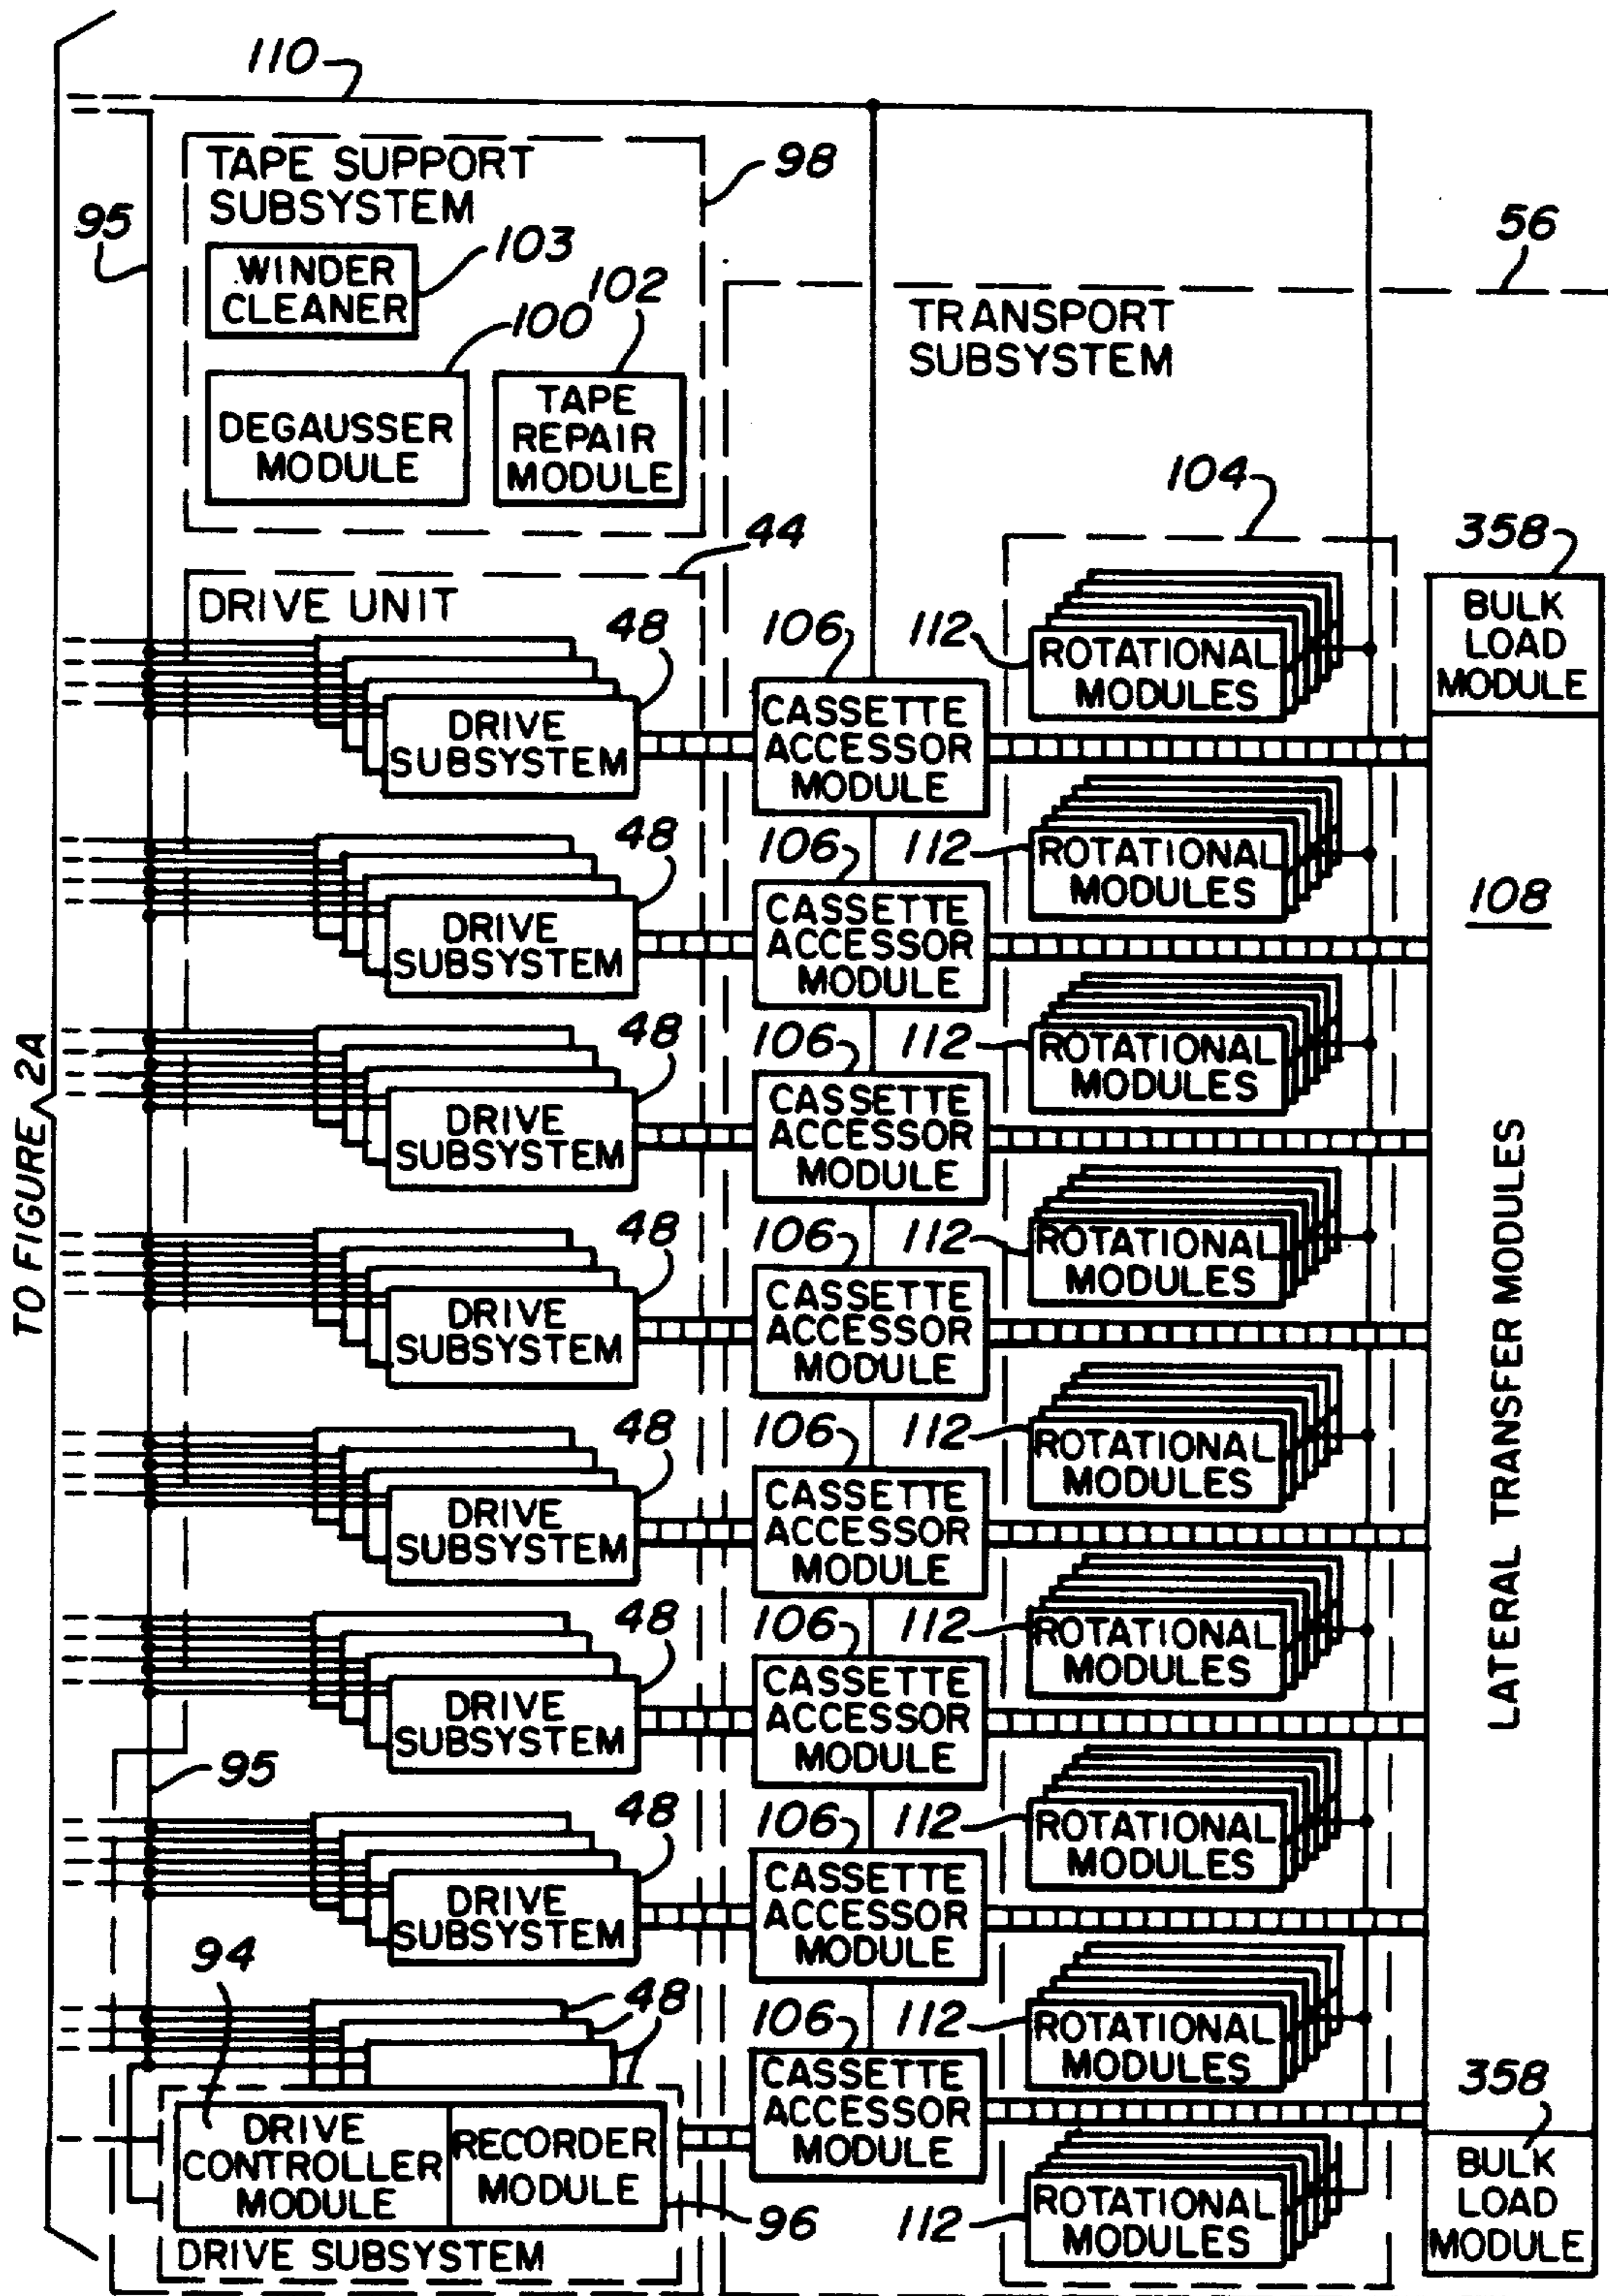 110
TAPE SUPPORT
SUBSYSTEM
98
95
WINDER
CLEANER
103
102
100
DEGAUSSER
MODULE
TAPE
REPAIR
MODULE
56
TRANSPORT
SUBSYSTEM
104
44
DRIVE UNIT
358
BULK
LOAD
MODULE
48
DRIVE
SUBSYSTEM
106
CASSETTE
ACCESSOR
MODULE
112
ROTATIONAL
MODULES
48
DRIVE
SUBSYSTEM
106
CASSETTE
ACCESSOR
MODULE
112
ROTATIONAL
MODULES
108
48
DRIVE
SUBSYSTEM
106
CASSETTE
ACCESSOR
MODULE
112
ROTATIONAL
MODULES
TO FIGURE 2A
LATERAL TRANSFER MODULES
48
DRIVE
SUBSYSTEM
106
CASSETTE
ACCESSOR
MODULE
112
ROTATIONAL
MODULES
48
DRIVE
SUBSYSTEM
106
CASSETTE
ACCESSOR
MODULE
112
ROTATIONAL
MODULES
48
DRIVE
SUBSYSTEM
106
CASSETTE
ACCESSOR
MODULE
112
ROTATIONAL
MODULES
95
48
DRIVE
SUBSYSTEM
106
CASSETTE
ACCESSOR
MODULE
112
ROTATIONAL
MODULES
94
48
106
CASSETTE
ACCESSOR
MODULE
112
ROTATIONAL
MODULES
DRIVE
CONTROLLER
MODULE
RECORDER
MODULE
96
DRIVE SUBSYSTEM
112
ROTATIONAL
MODULES
358
BULK
LOAD
MODULE